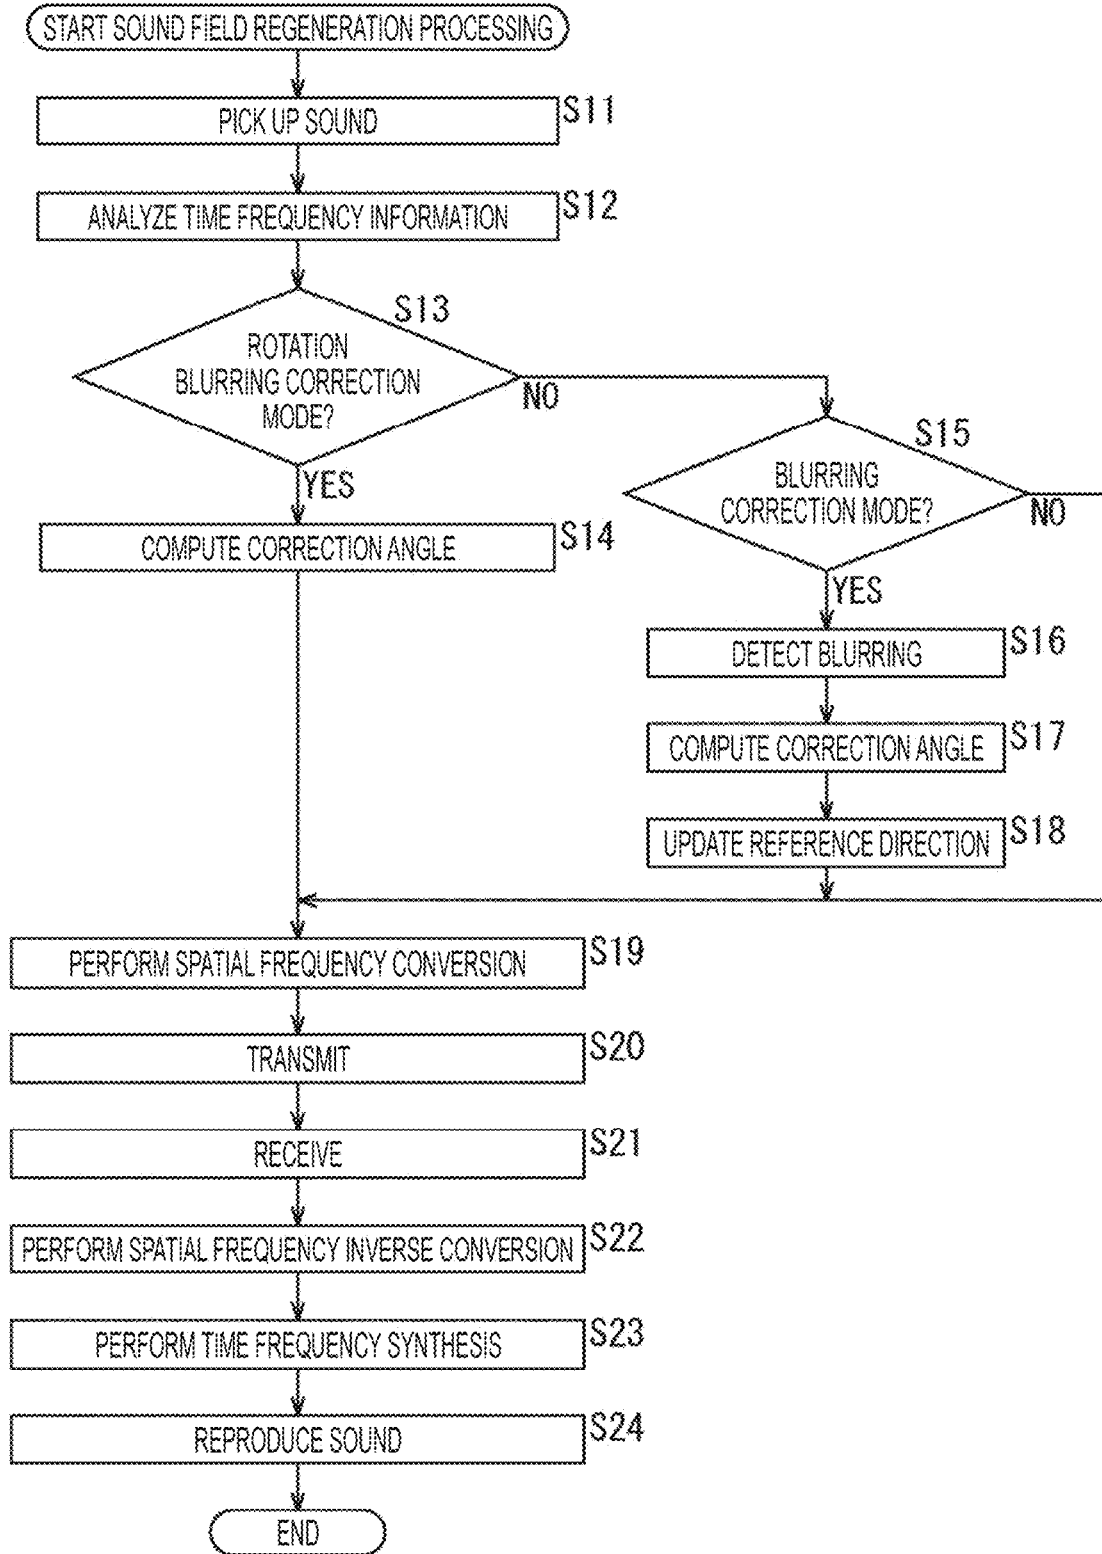 START SOUND FIELD REGENERATION PROCESSING
PICK UP SOUND
S11
ANALYZE TIME FREQUENCY INFORMATION
S12
S13
ROTATION
BLURRING CORRECTION
MODE?
NO
YES
S15
BLURRING
CORRECTION MODE?
NO
YES
COMPUTE CORRECTION ANGLE
S14
DETECT BLURRING
S16
COMPUTE CORRECTION ANGLE
S17
UPDATE REFERENCE DIRECTION
S18
PERFORM SPATIAL FREQUENCY CONVERSION
S19
TRANSMIT
S20
RECEIVE
S21
PERFORM SPATIAL FREQUENCY INVERSE CONVERSION
S22
PERFORM TIME FREQUENCY SYNTHESIS
S23
REPRODUCE SOUND
S24
END